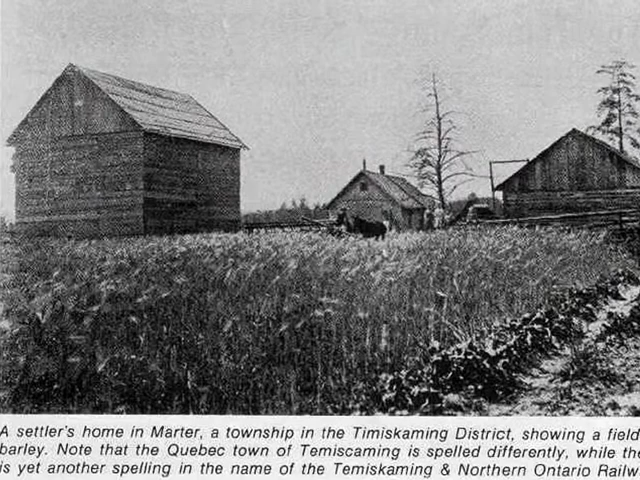 A settler's home in Marter, a township in the Timiskaming District, showing a field
barley. Note that the Quebec town of Temiscaming is spelled differently, while the
is yet another spelling in the name of the Temiskaming & Northern Ontario Railw